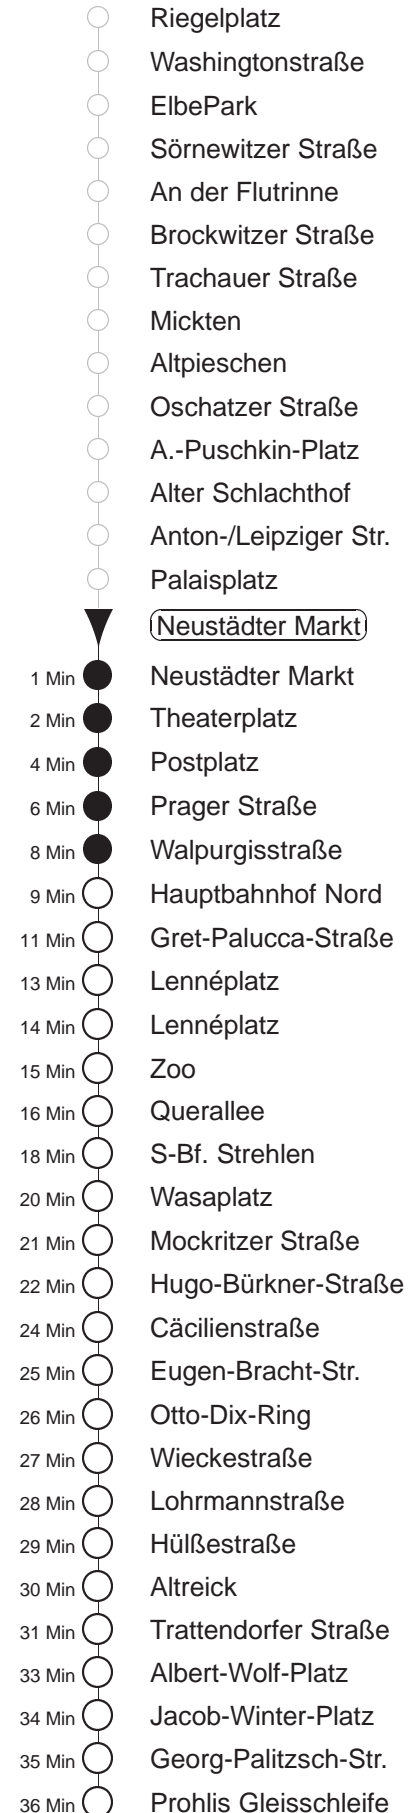 Riegelplatz
Washingtonstraße
ElbePark
Sörnewitzer Straße
An der Flutrinne
Brockwitzer Straße
Trachauer Straße
Mickten
Altpieschen
Oschatzer Straße
A.-Puschkin-Platz
Alter Schlachthof
Anton-/Leipziger Str.
Palaisplatz
Neustädter Markt
1 Min Neustädter Markt
2 Min Theaterplatz
4 Min Postplatz
6 Min Prager Straße
8 Min Walpurgisstraße
9 Min Hauptbahnhof Nord
11 Min Gret-Palucca-Straße
13 Min Lennéplatz
14 Min Lennéplatz
15 Min Zoo
16 Min Querallee
18 Min S-Bf. Strehlen
20 Min Wasaplatz
21 Min Mockritzer Straße
22 Min Hugo-Bürkner-Straße
24 Min Cäcilienstraße
25 Min Eugen-Bracht-Str.
26 Min Otto-Dix-Ring
27 Min Wieckestraße
28 Min Lohrmannstraße
29 Min Hülßestraße
30 Min Altreick
31 Min Trattendorfer Straße
33 Min Albert-Wolf-Platz
34 Min Jacob-Winter-Platz
35 Min Georg-Palitzsch-Str.
36 Min Prohlis Gleisschleife